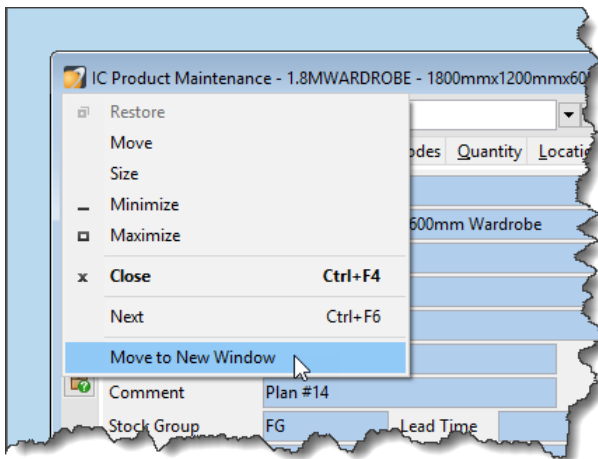 IC Product Maintenance - 1.8MWARDROBE - 1800mmx1200mmx60
Restore
Move
odes Quantity Locatio
Size
Minimize
600mm Wardrobe
Maximize
Close Ctrl+F4
Next Ctrl+F6
Move to New Window
Comment Plan #14
Stock Group FG Lead Time